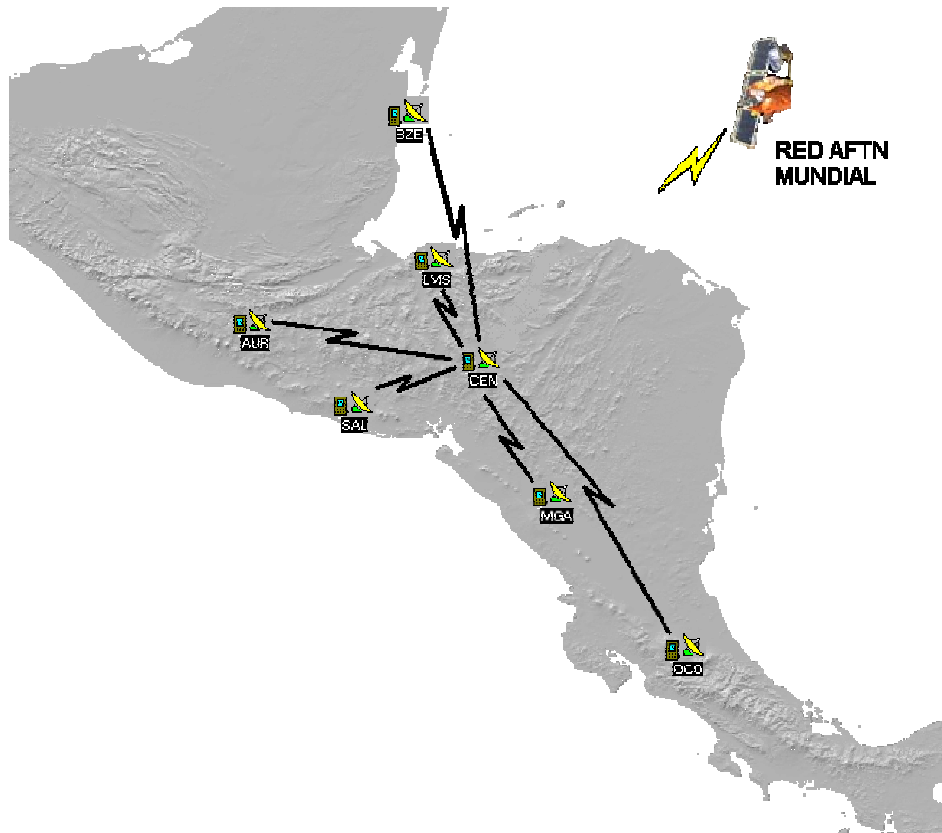 BZE
RED AFTN
MUNDIAL
LMS
AUR
CEN
SAL
MGA
OCO